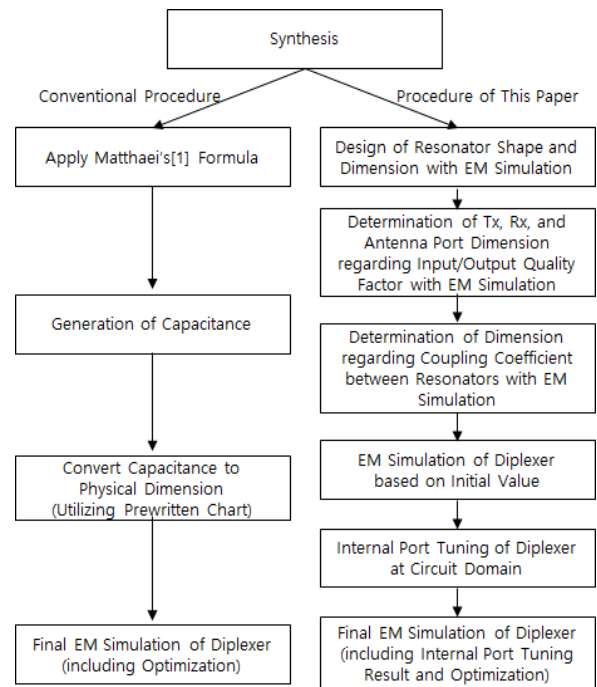 Synthesis
Conventional Procedure
Procedure of This Paper
Apply Matthaei's[1] Formula
Generation of Capacitance
Convert Capacitance to
Physical Dimension
(Utilizing Prewritten Chart)
Final EM Simulation of Diplexer
(including Optimization)
Design of Resonator Shape and
Dimension with EM Simulation
Determination of Tx, Rx, and
Antenna Port Dimension
regarding Input/Output Quality
Factor with EM Simulation
Determination of Dimension
regarding Coupling Coefficient
between Resonators with EM
Simulation
EM Simulation of Diplexer
based on Initial Value
Internal Port Tuning of Diplexer
at Circuit Domain
Final EM Simulation of Diplexer
(including Internal Port Tuning
Result and Optimization)